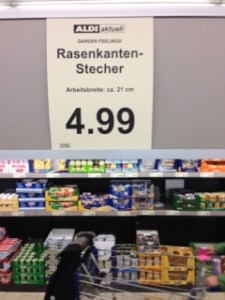 ALDI aktuell
GARDEN FEELINGS
Rasenkanten-
Stecher
Arbeitsbreite: ca. 21 cm
4.99